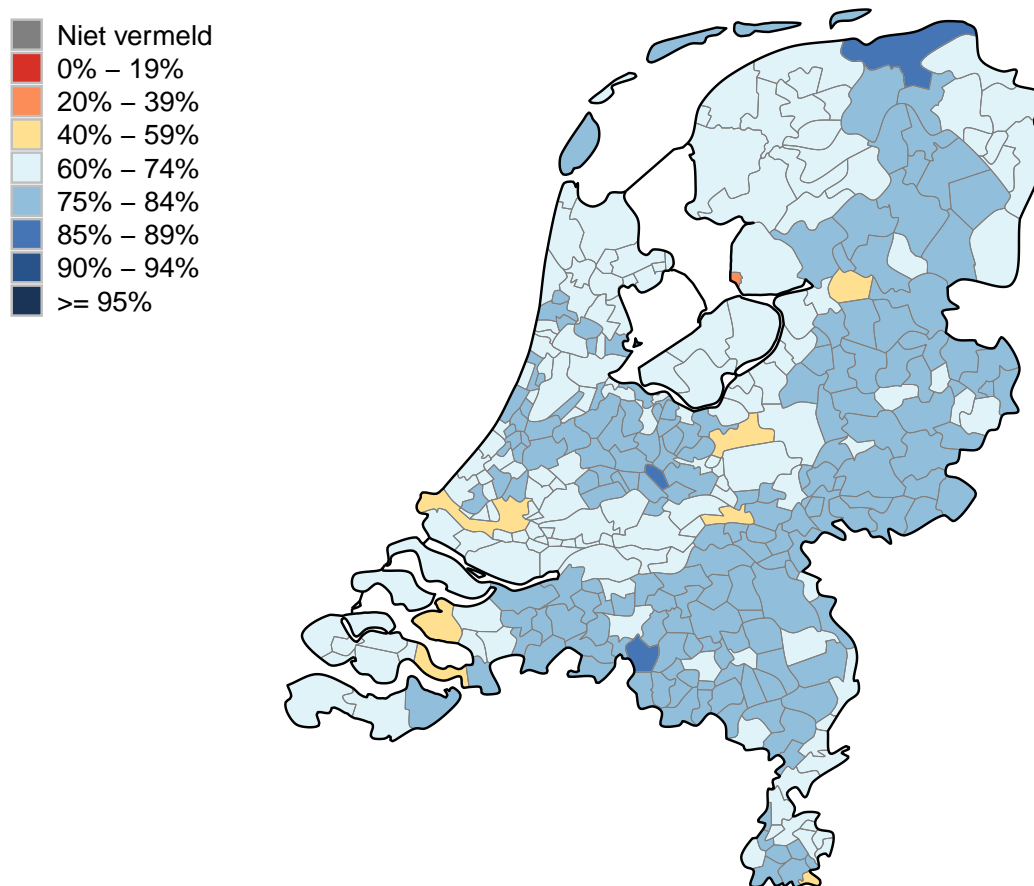 Niet vermeld
0% – 19%
20% – 39%
40% – 59%
60% – 74%
75% – 84%
85% – 89%
90% – 94%
>= 95%